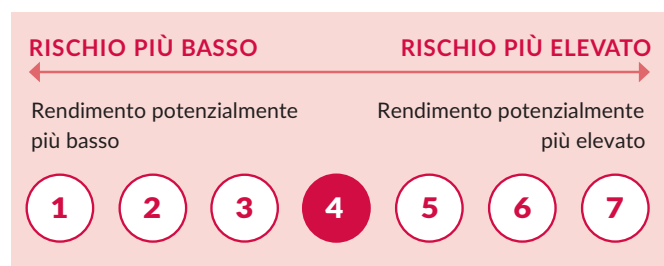 RISCHIO PIÙ BASSO RISCHIO PIÙ ELEVATO
Rendimento potenzialmente Rendimento potenzialmente
più basso più elevato
1 2 3 4 5 6 7